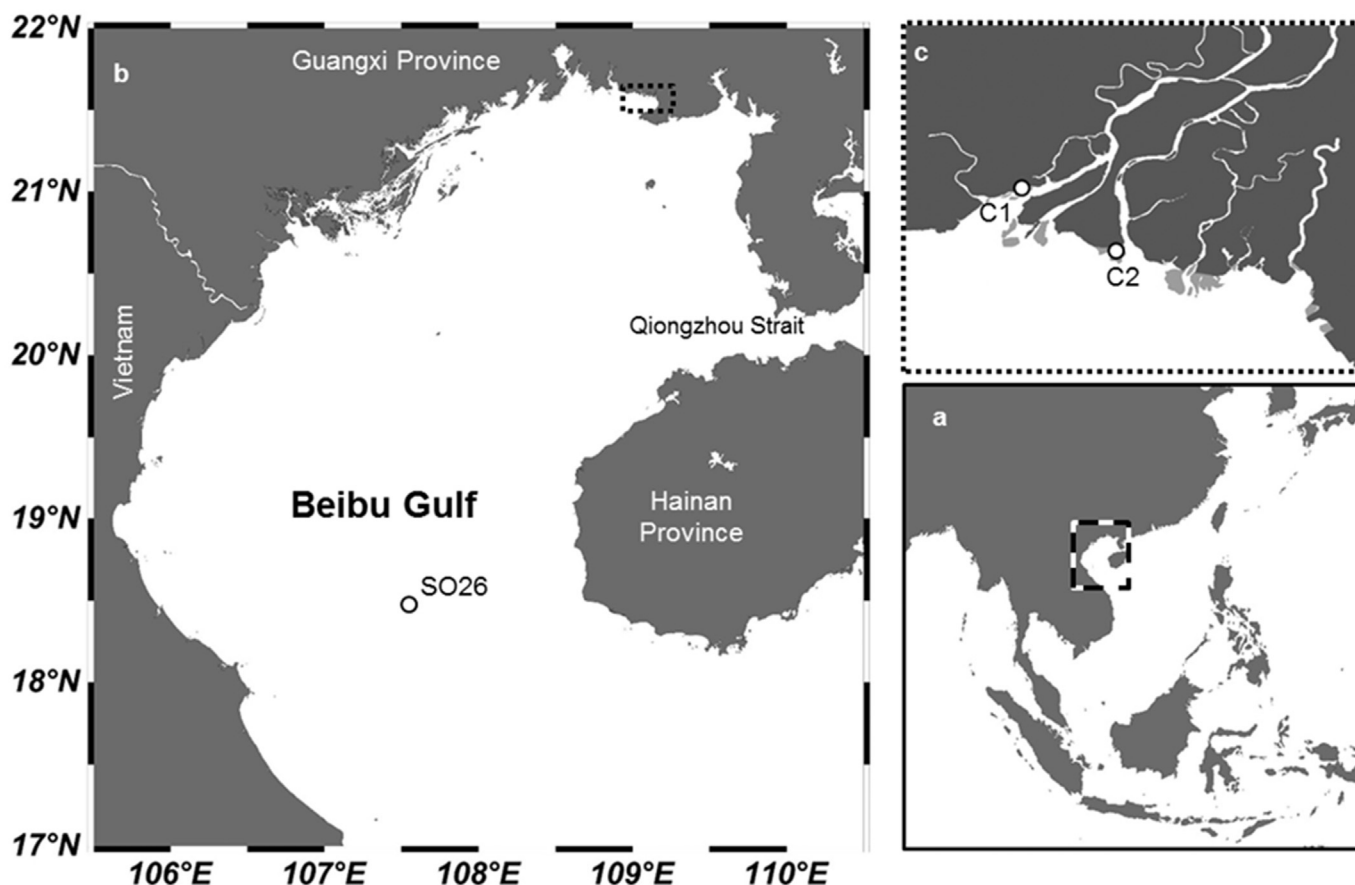 22°N
21°N
20°N
19°N
18°N
17°N
106°E
107°E
108°E
109°E
110°E
b
Guangxi Province
Vietnam
Qiongzhou Strait
Beibu Gulf
Hainan
Province
SO26
c
C1
C2
a